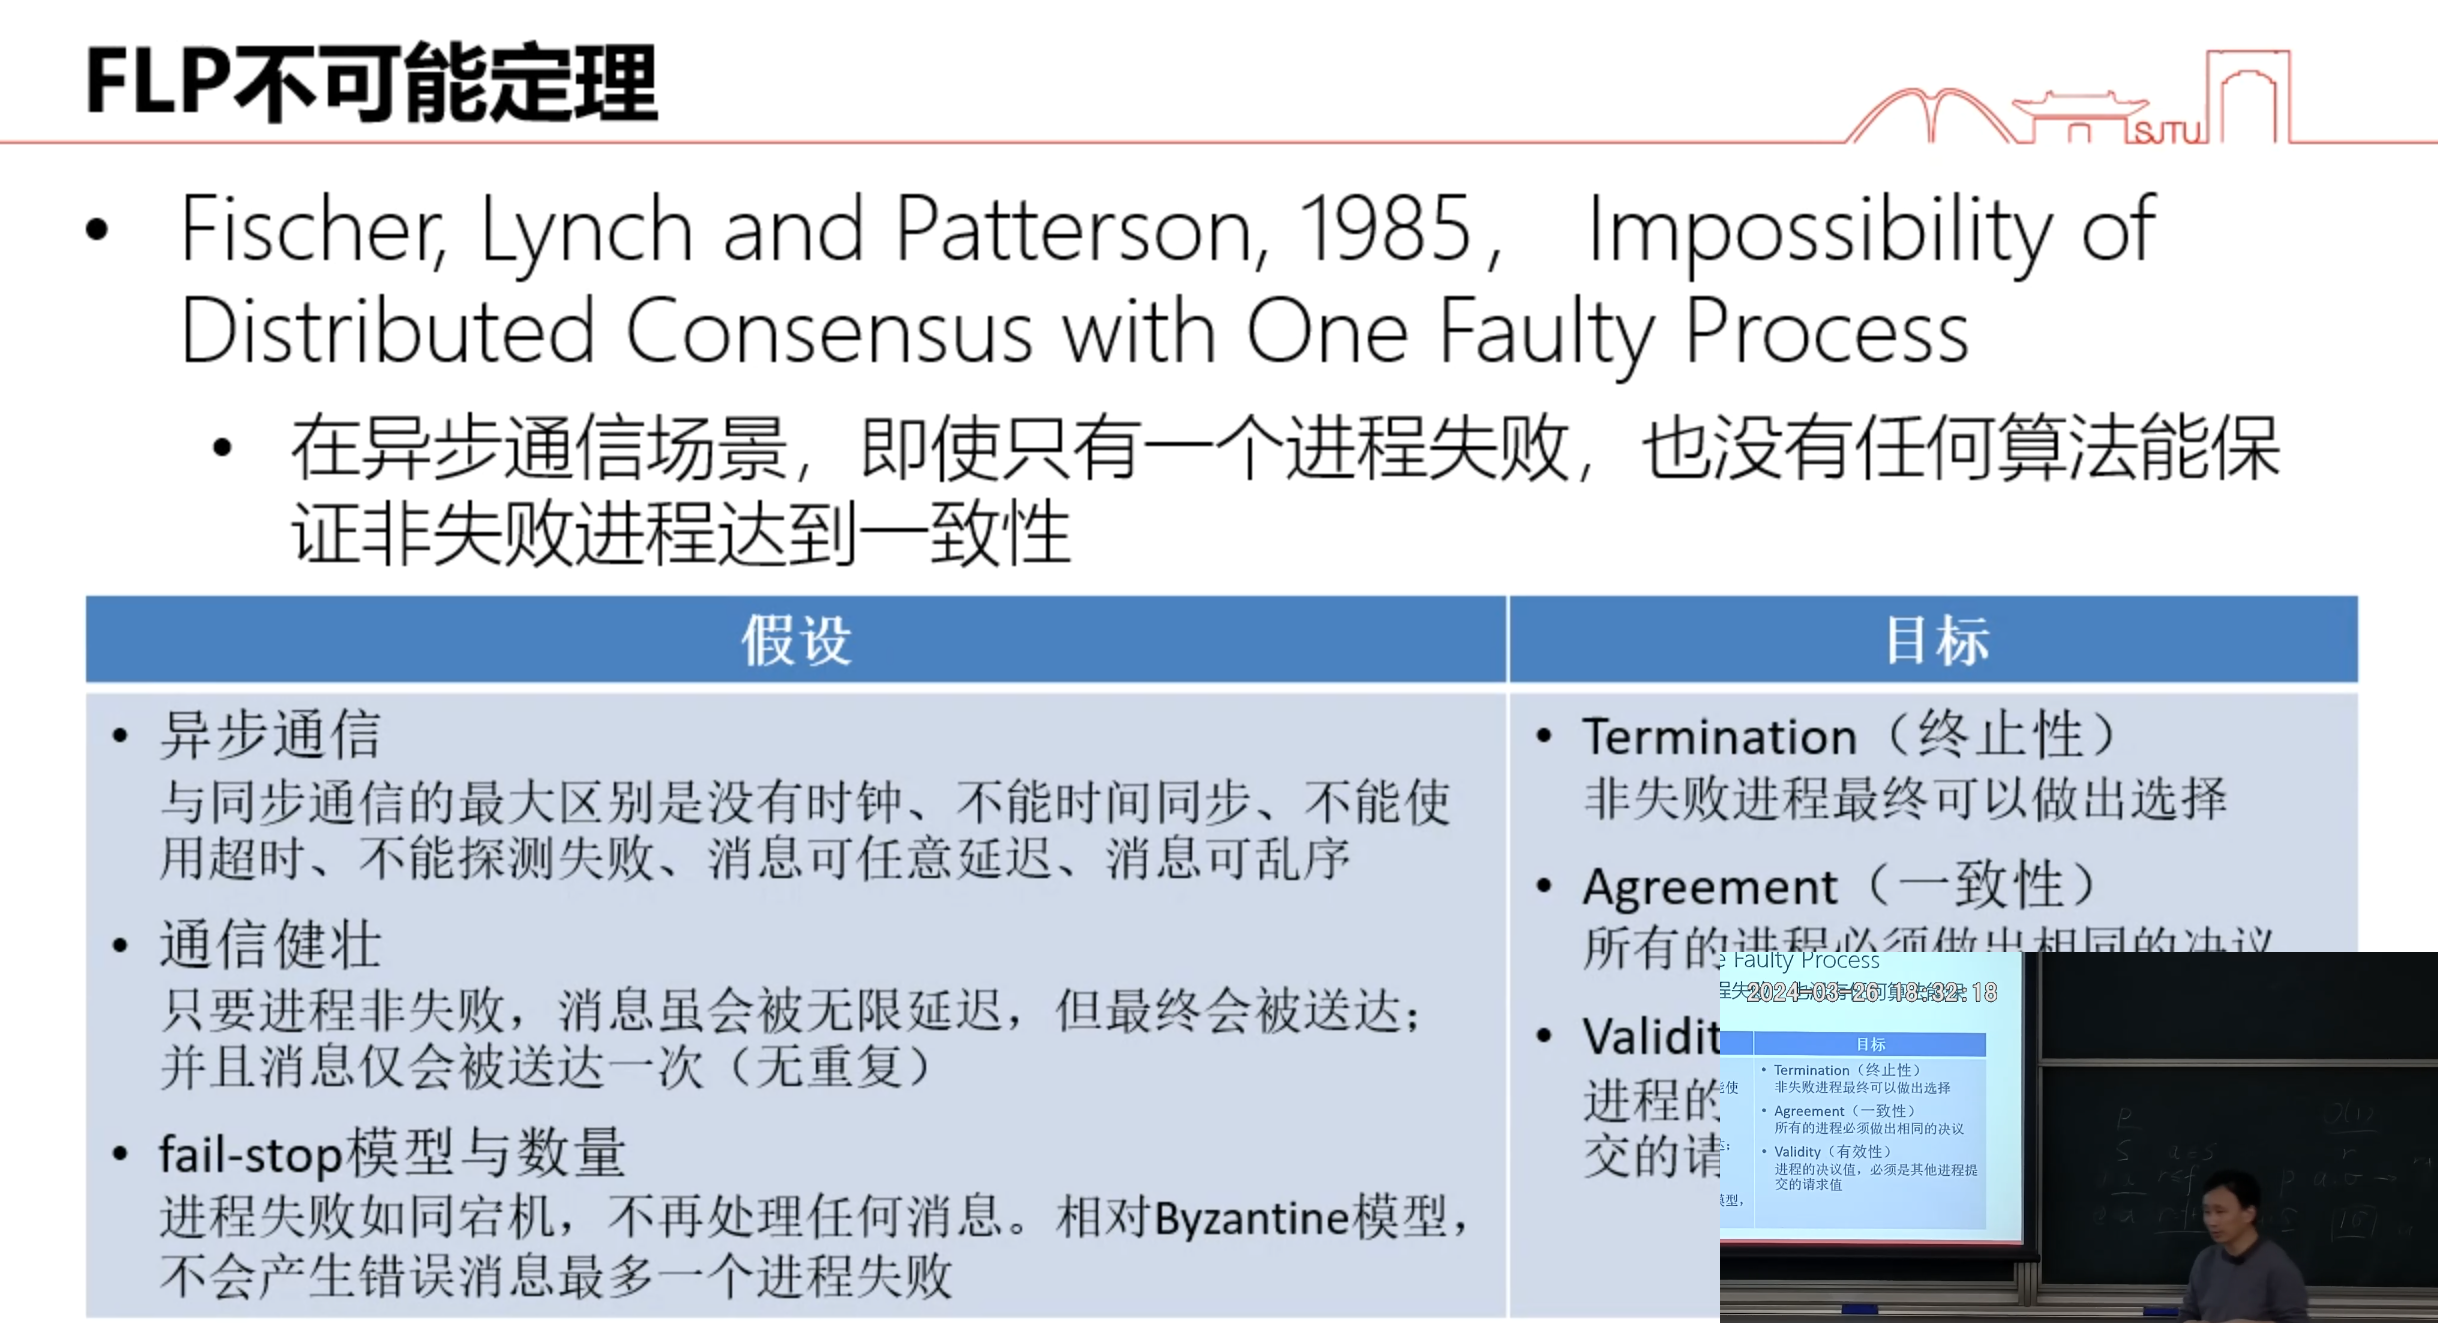 FLP不可能定理
SJTU
• Fischer, Lynch and Patterson, 1985， Impossibility of
Distributed Consensus with One Faulty Process
• 在异步通信场景，即使只有一个进程失败，也没有任何算法能保
证非失败进程达到一致性
假设
• 异步通信
与同步通信的最大区别是没有时钟、不能时间同步、不能使
用超时、不能探测失败、消息可任意延迟、消息可乱序
• 通信健壮
只要进程非失败，消息虽会被无限延迟，但最终会被送达；
并且消息仅会被送达一次（无重复）
• fail-stop模型与数量
进程失败如同宕机，不再处理任何消息。相对Byzantine模型，
不会产生错误消息最多一个进程失败
目标
• Termination（终止性）
非失败进程最终可以做出选择
• Agreement（一致性）
所有的进程必须做出相同的决议
• Validit
进程的
交的请
e Faulty Process
2024-03-26 18:32:18
目标
• Termination（终止性）
非失败进程最终可以做出选择
• Agreement（一致性）
所有的进程必须做出相同的决议
• Validity（有效性）
进程的决议值，必须是其他进程提
交的请求值
能使
模型，